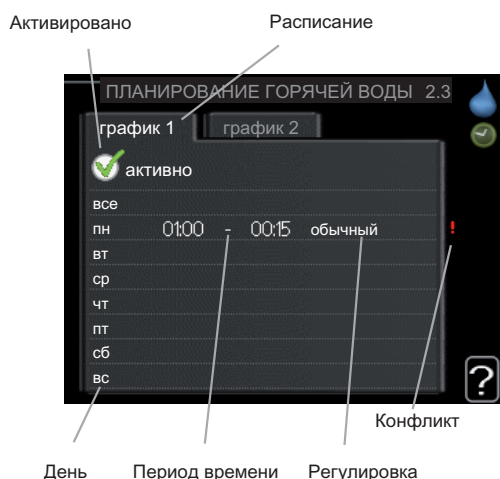 Активировано
Расписание
ПЛАНИРОВАНИЕ ГОРЯЧЕЙ ВОДЫ 2.3
график 1
график 2
активно
все
пн 01:00 - 00:15 обычный !
вт
ср
чт
пт
сб
вс
?
Конфликт
День
Период времени
Регулировка